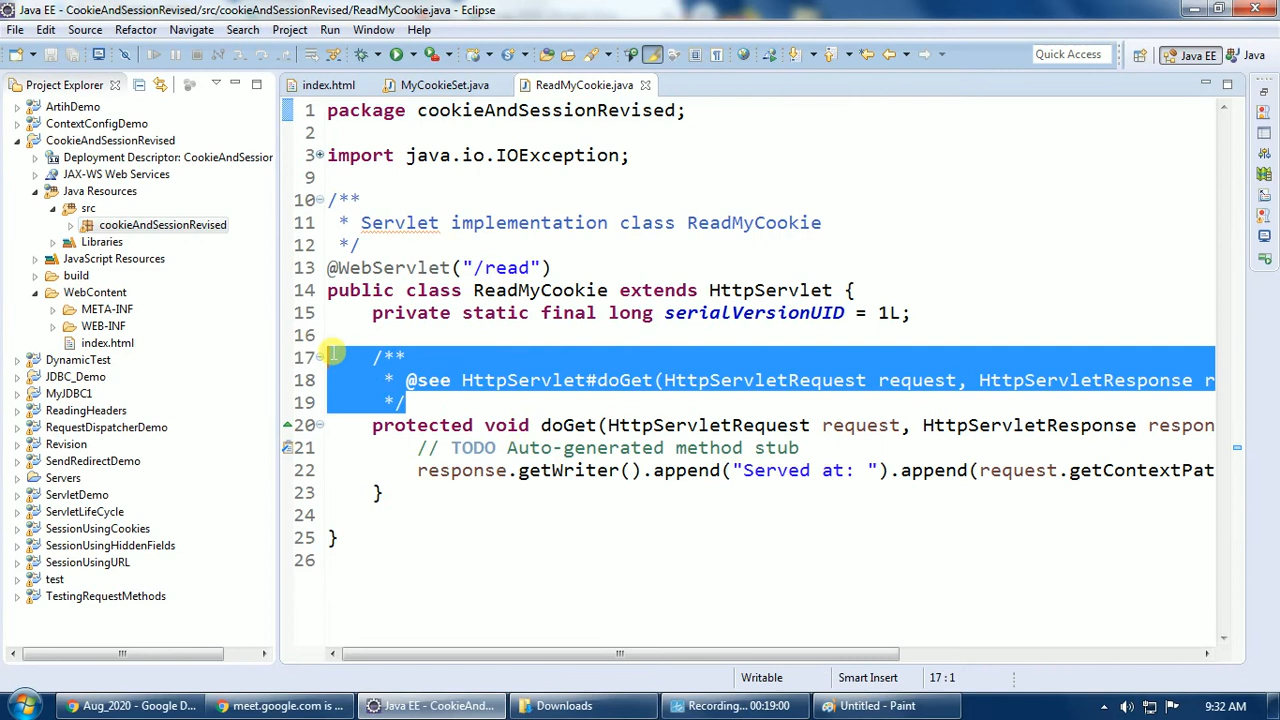 Java EE - CookieAndSessionRevised/src/cookieAndSessionRevised/ReadMyCookie.java - Eclipse
File Edit Source Refactor Navigate Search Project Run Window Help
Quick Access
Java EE
Java
Project Explorer
ArtihDemo
ContextConfigDemo
CookieAndSessionRevised
Deployment Descriptor: CookieAndSession
JAX-WS Web Services
Java Resources
src
cookieAndSessionRevised
Libraries
JavaScript Resources
build
WebContent
META-INF
WEB-INF
index.html
DynamicTest
JDBC_Demo
MyJDBC1
ReadingHeaders
RequestDispatcherDemo
Revision
SendRedirectDemo
Servers
ServletDemo
ServletLifeCycle
SessionUsingCookies
SessionUsingHiddenFields
SessionUsingURL
test
TestingRequestMethods
index.html MyCookieSet.java ReadMyCookie.java
1 package cookieAndSessionRevised;
2
3 import java.io.IOException;
9
10 /**
11 * Servlet implementation class ReadMyCookie
12 */
13 @WebServlet("/read")
14 public class ReadMyCookie extends HttpServlet {
15 private static final long serialVersionUID = 1L;
16
17 /**
18 * @see HttpServlet#doGet(HttpServletRequest request, HttpServletResponse r
19 */
20 protected void doGet(HttpServletRequest request, HttpServletResponse respon
21 // TODO Auto-generated method stub
22 response.getWriter().append("Served at: ").append(request.getContextPat
23 }
24
25 }
26
Writable Smart Insert 17 : 1
Aug_2020 - Google D... meet.google.com is ... Java EE - CookieAnd... Downloads Recording... 00:19:00 Untitled - Paint 9:32 AM